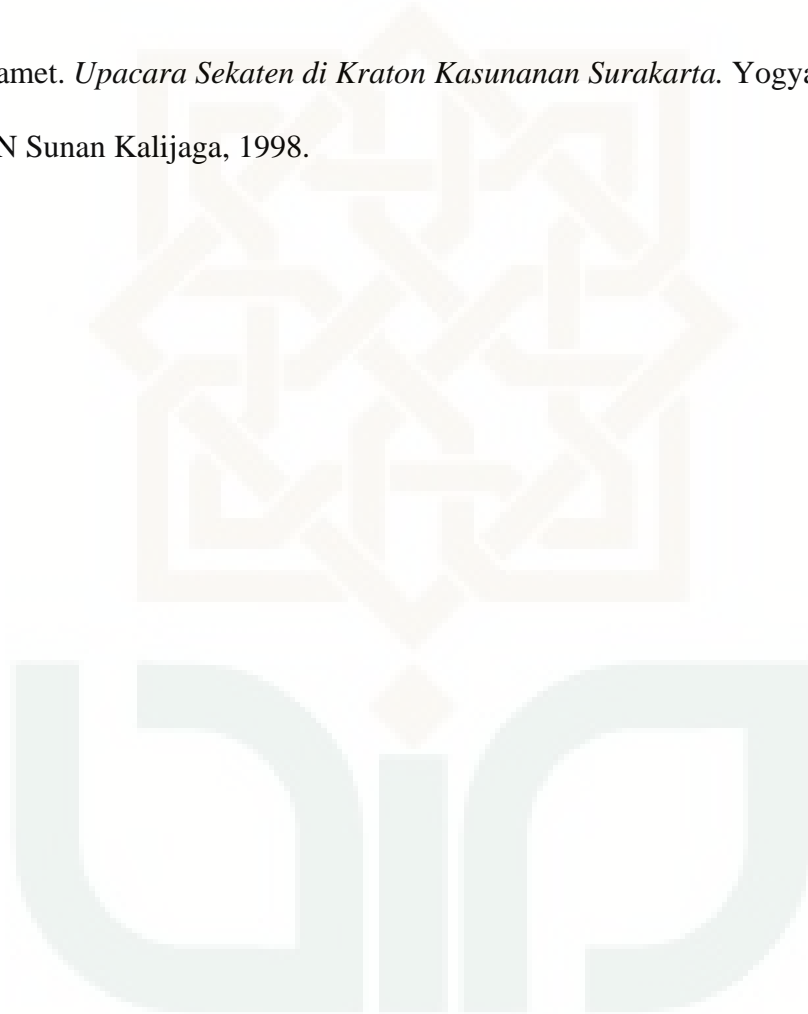 amet. Upacara Sekaten di Kraton Kasunanan Surakarta. Yogya
N Sunan Kalijaga, 1998.